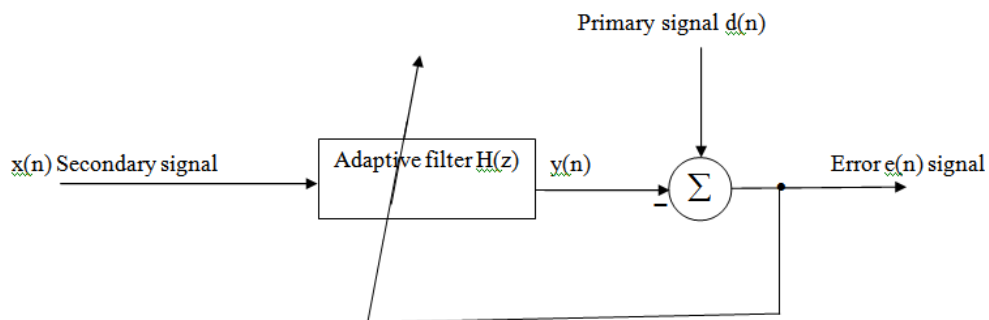 Primary signal d(n)
x(n) Secondary signal
Adaptive filter H(z)
y(n)
Σ
–
Error e(n) signal